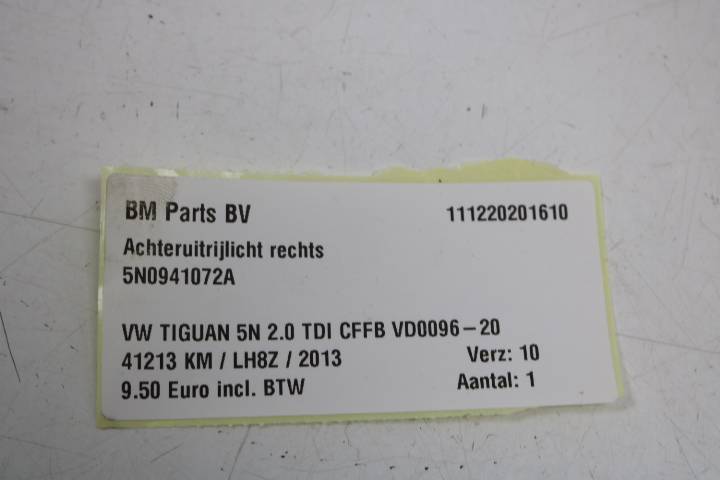 BM Parts BV 111220201610
Achteruitrijlicht rechts
5N0941072A
VW TIGUAN 5N 2.0 TDI CFFB VD0096-20
41213 KM / LH8Z / 2013 Verz: 10
9.50 Euro incl. BTW Aantal: 1